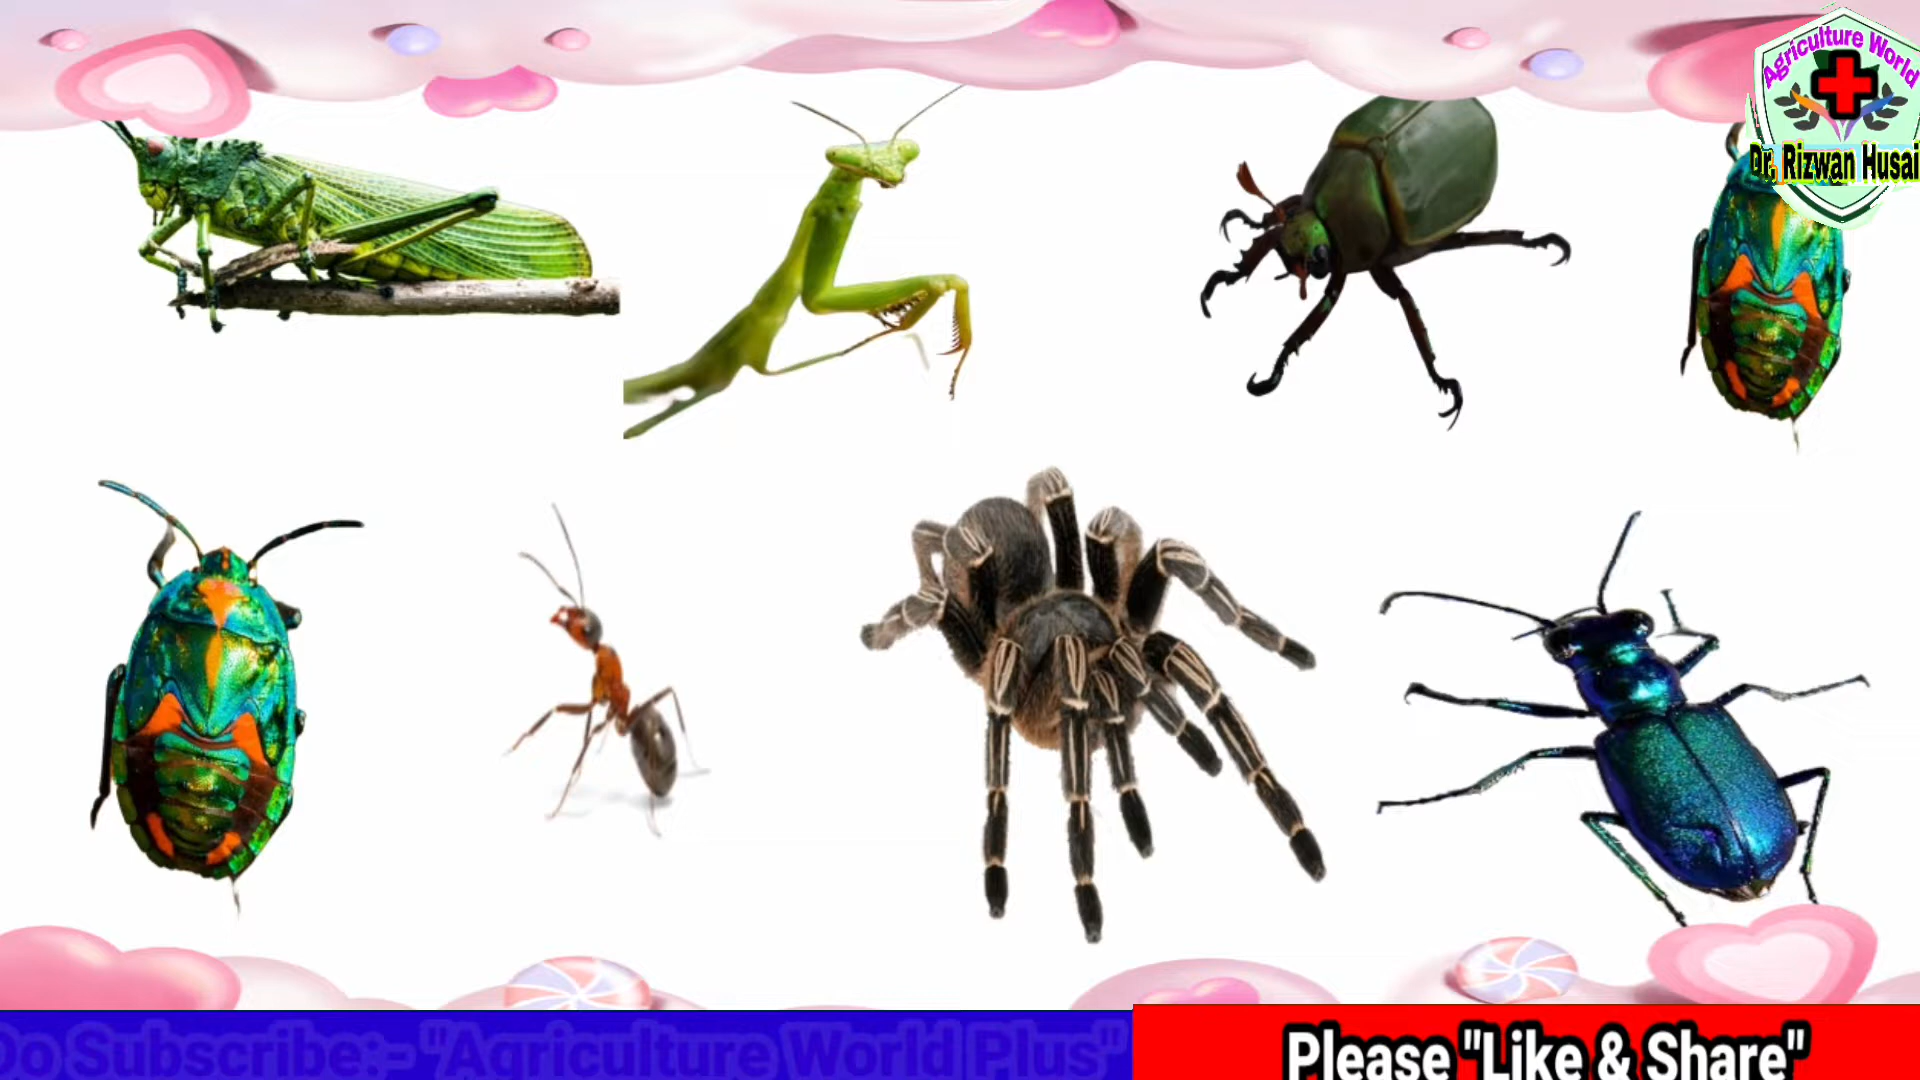 Agriculture World
Dr. Rizwan Husai
Do Subscribe:- "Agriculture World Plus"
Please "Like & Share"